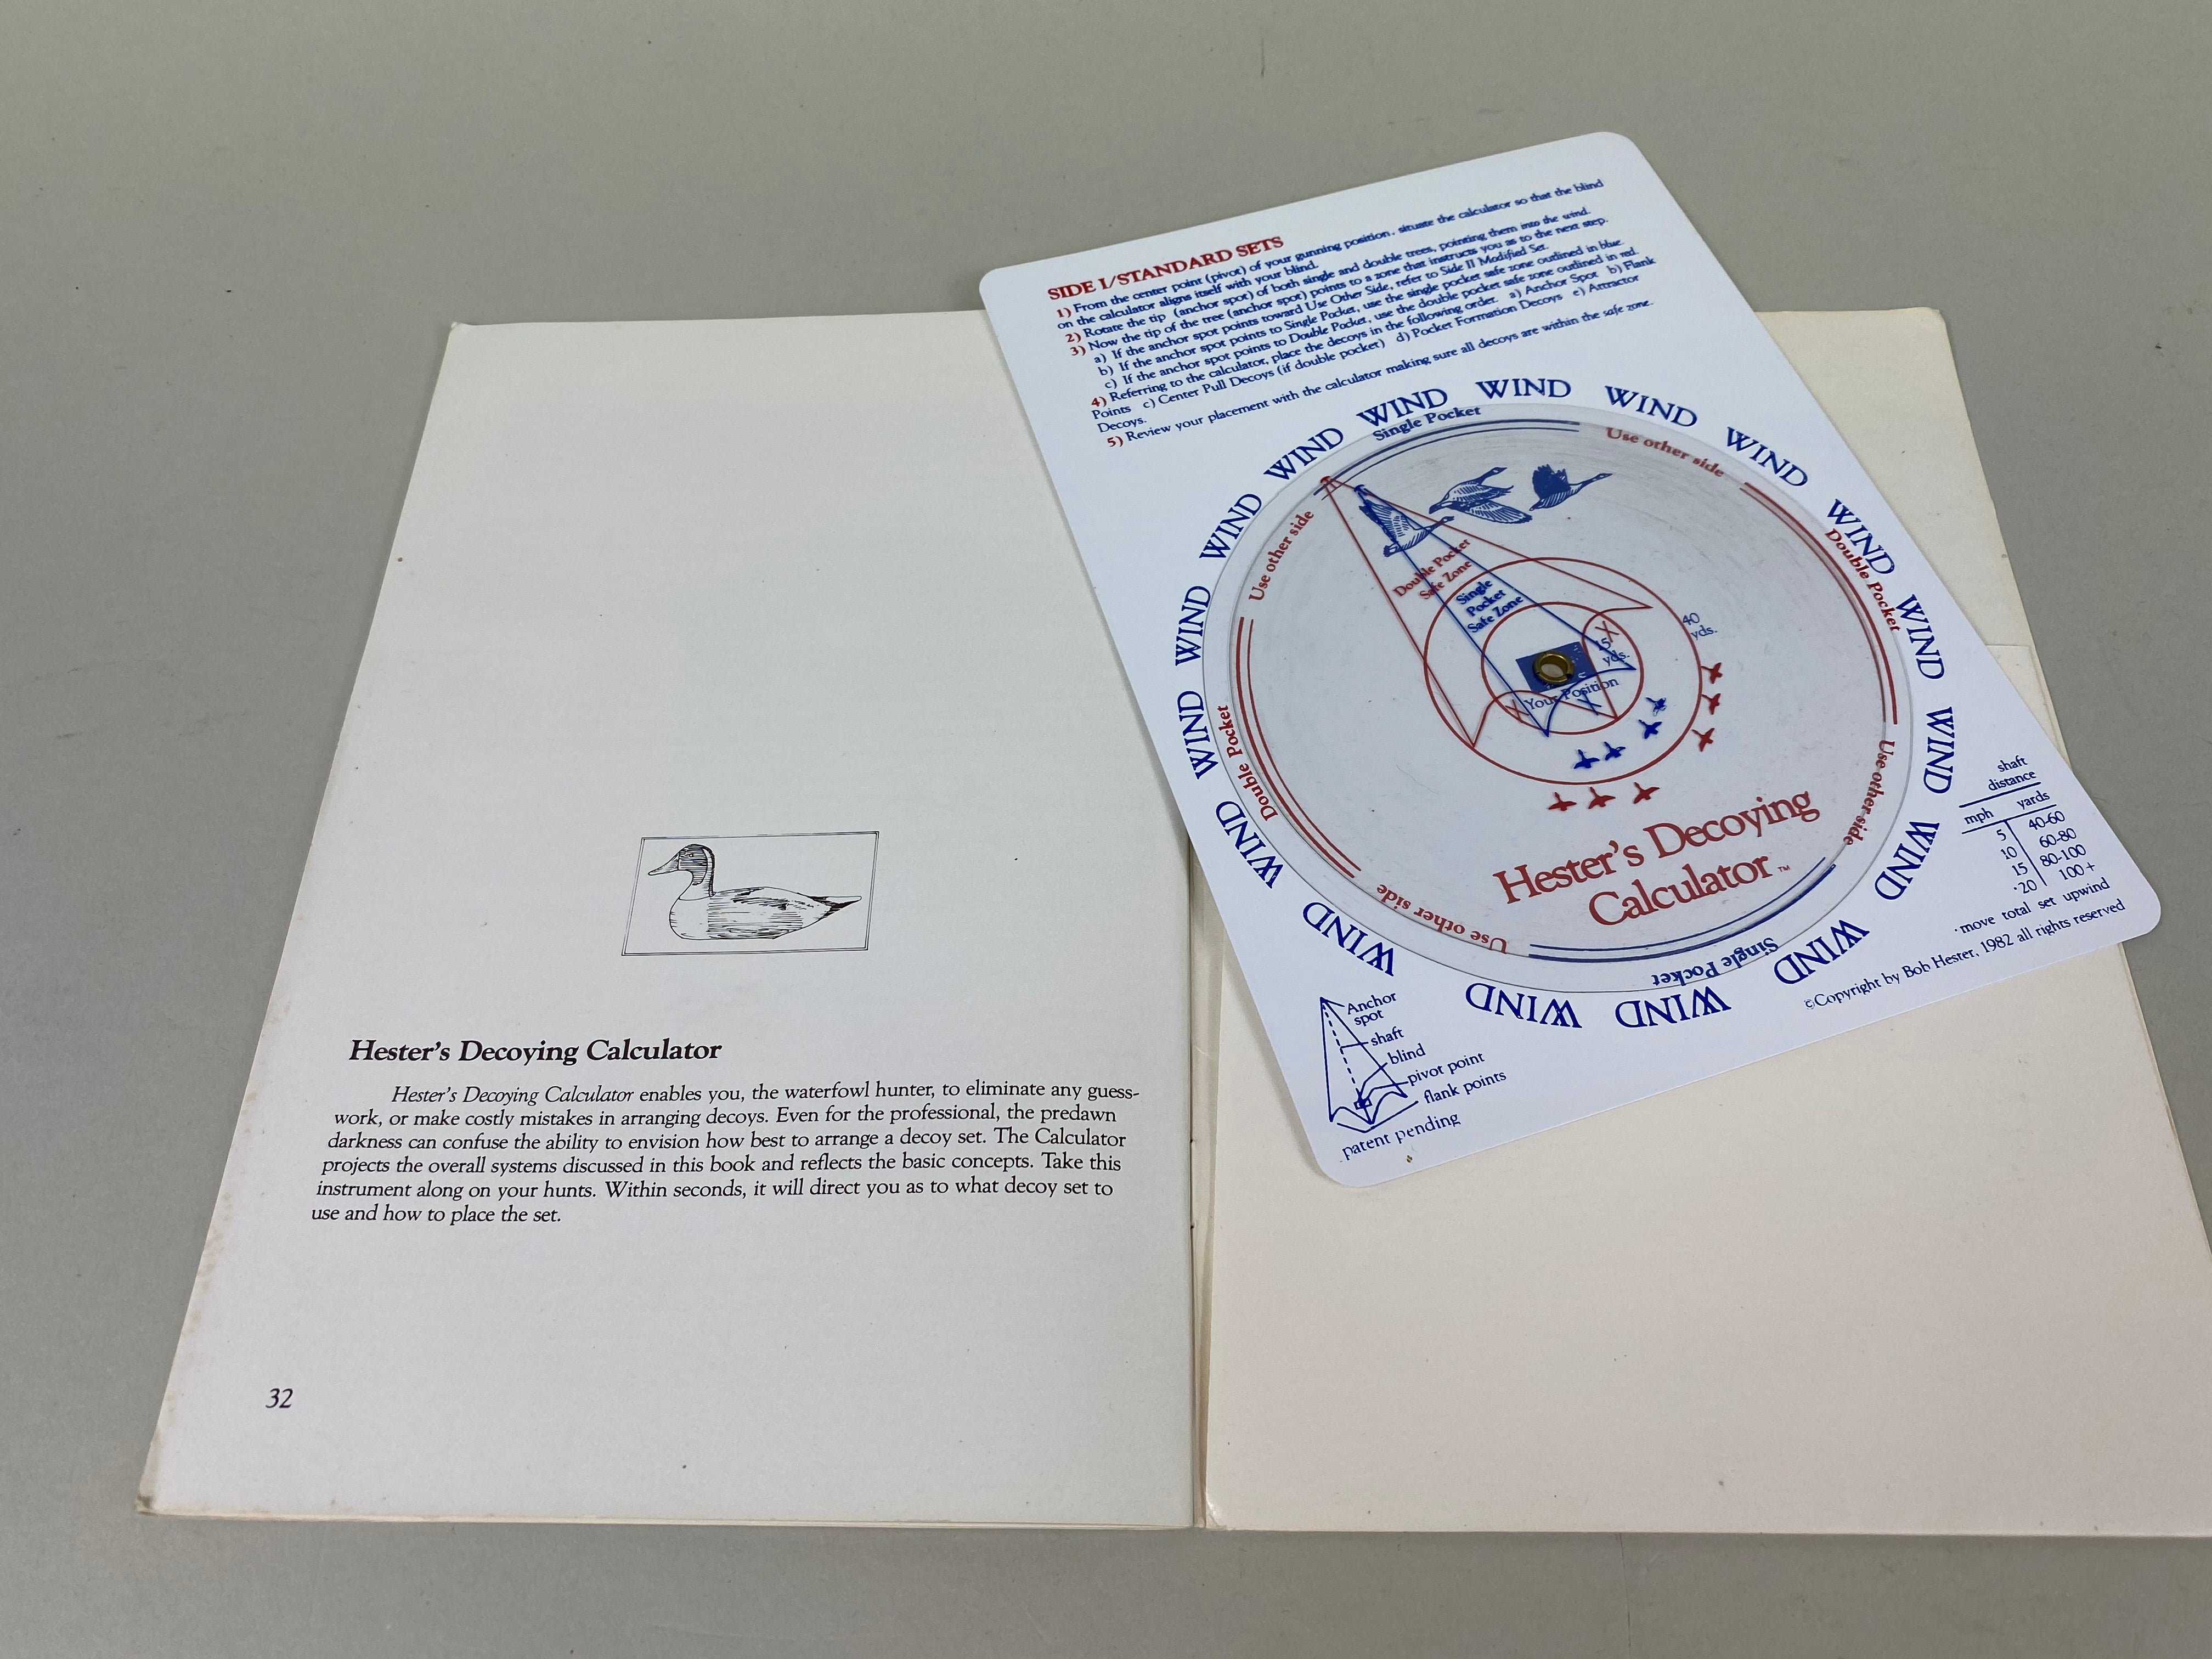 Hester's Decoying Calculator
Hester's Decoying Calculator enables you, the waterfowl hunter, to eliminate any guess-
work, or make costly mistakes in arranging decoys. Even for the professional, the predawn
darkness can confuse the ability to envision how best to arrange a decoy set. The Calculator
projects the overall systems discussed in this book and reflects the basic concepts. Take this
instrument along on your hunts. Within seconds, it will direct you as to what decoy set to
use and how to place the set.
32
SIDE I/STANDARD SETS
1) From the center point (pivot) of your gunning position, situate the calculator so that the blind
on the calculator aligns itself with your blind.
2) Rotate the tip (anchor spot) of both single and double trees, pointing them into the wind.
3) Now the tip of the tree (anchor spot) points to a zone that instructs you as to the next step.
a) If the anchor spot points toward Use Other Side, refer to Side II Modified Set.
b) If the anchor spot points to Single Pocket, use the single pocket safe zone outlined in blue.
c) If the anchor spot points to Double Pocket, use the double pocket safe zone outlined in red.
4) Referring to the calculator, place the decoys in the following order. a) Anchor Spot b) Flank
Points c) Center Pull Decoys (if double pocket) d) Pocket Formation Decoys e) Attractor
Decoys.
5) Review your placement with the calculator making sure all decoys are within the safe zone.
WIND WIND WIND WIND WIND WIND WIND WIND WIND WIND WIND WIND WIND WIND WIND WIND WIND WIND WIND WIND
Single Pocket
Use other side
Double Pocket
Use other side
Single Pocket
Use other side
Double Pocket
Use other side
Double Pocket
Safe Zone
Single
Pocket
Safe Zone
40
yds.
15
yds.
Your Position
Hester's Decoying
Calculator ™
shaft
distance
mph yards
5 40-60
10 60-80
15 80-100
·20 100+
·move total set upwind
©Copyright by Bob Hester, 1982 all rights reserved
Anchor
spot
shaft
blind
pivot point
flank points
patent pending